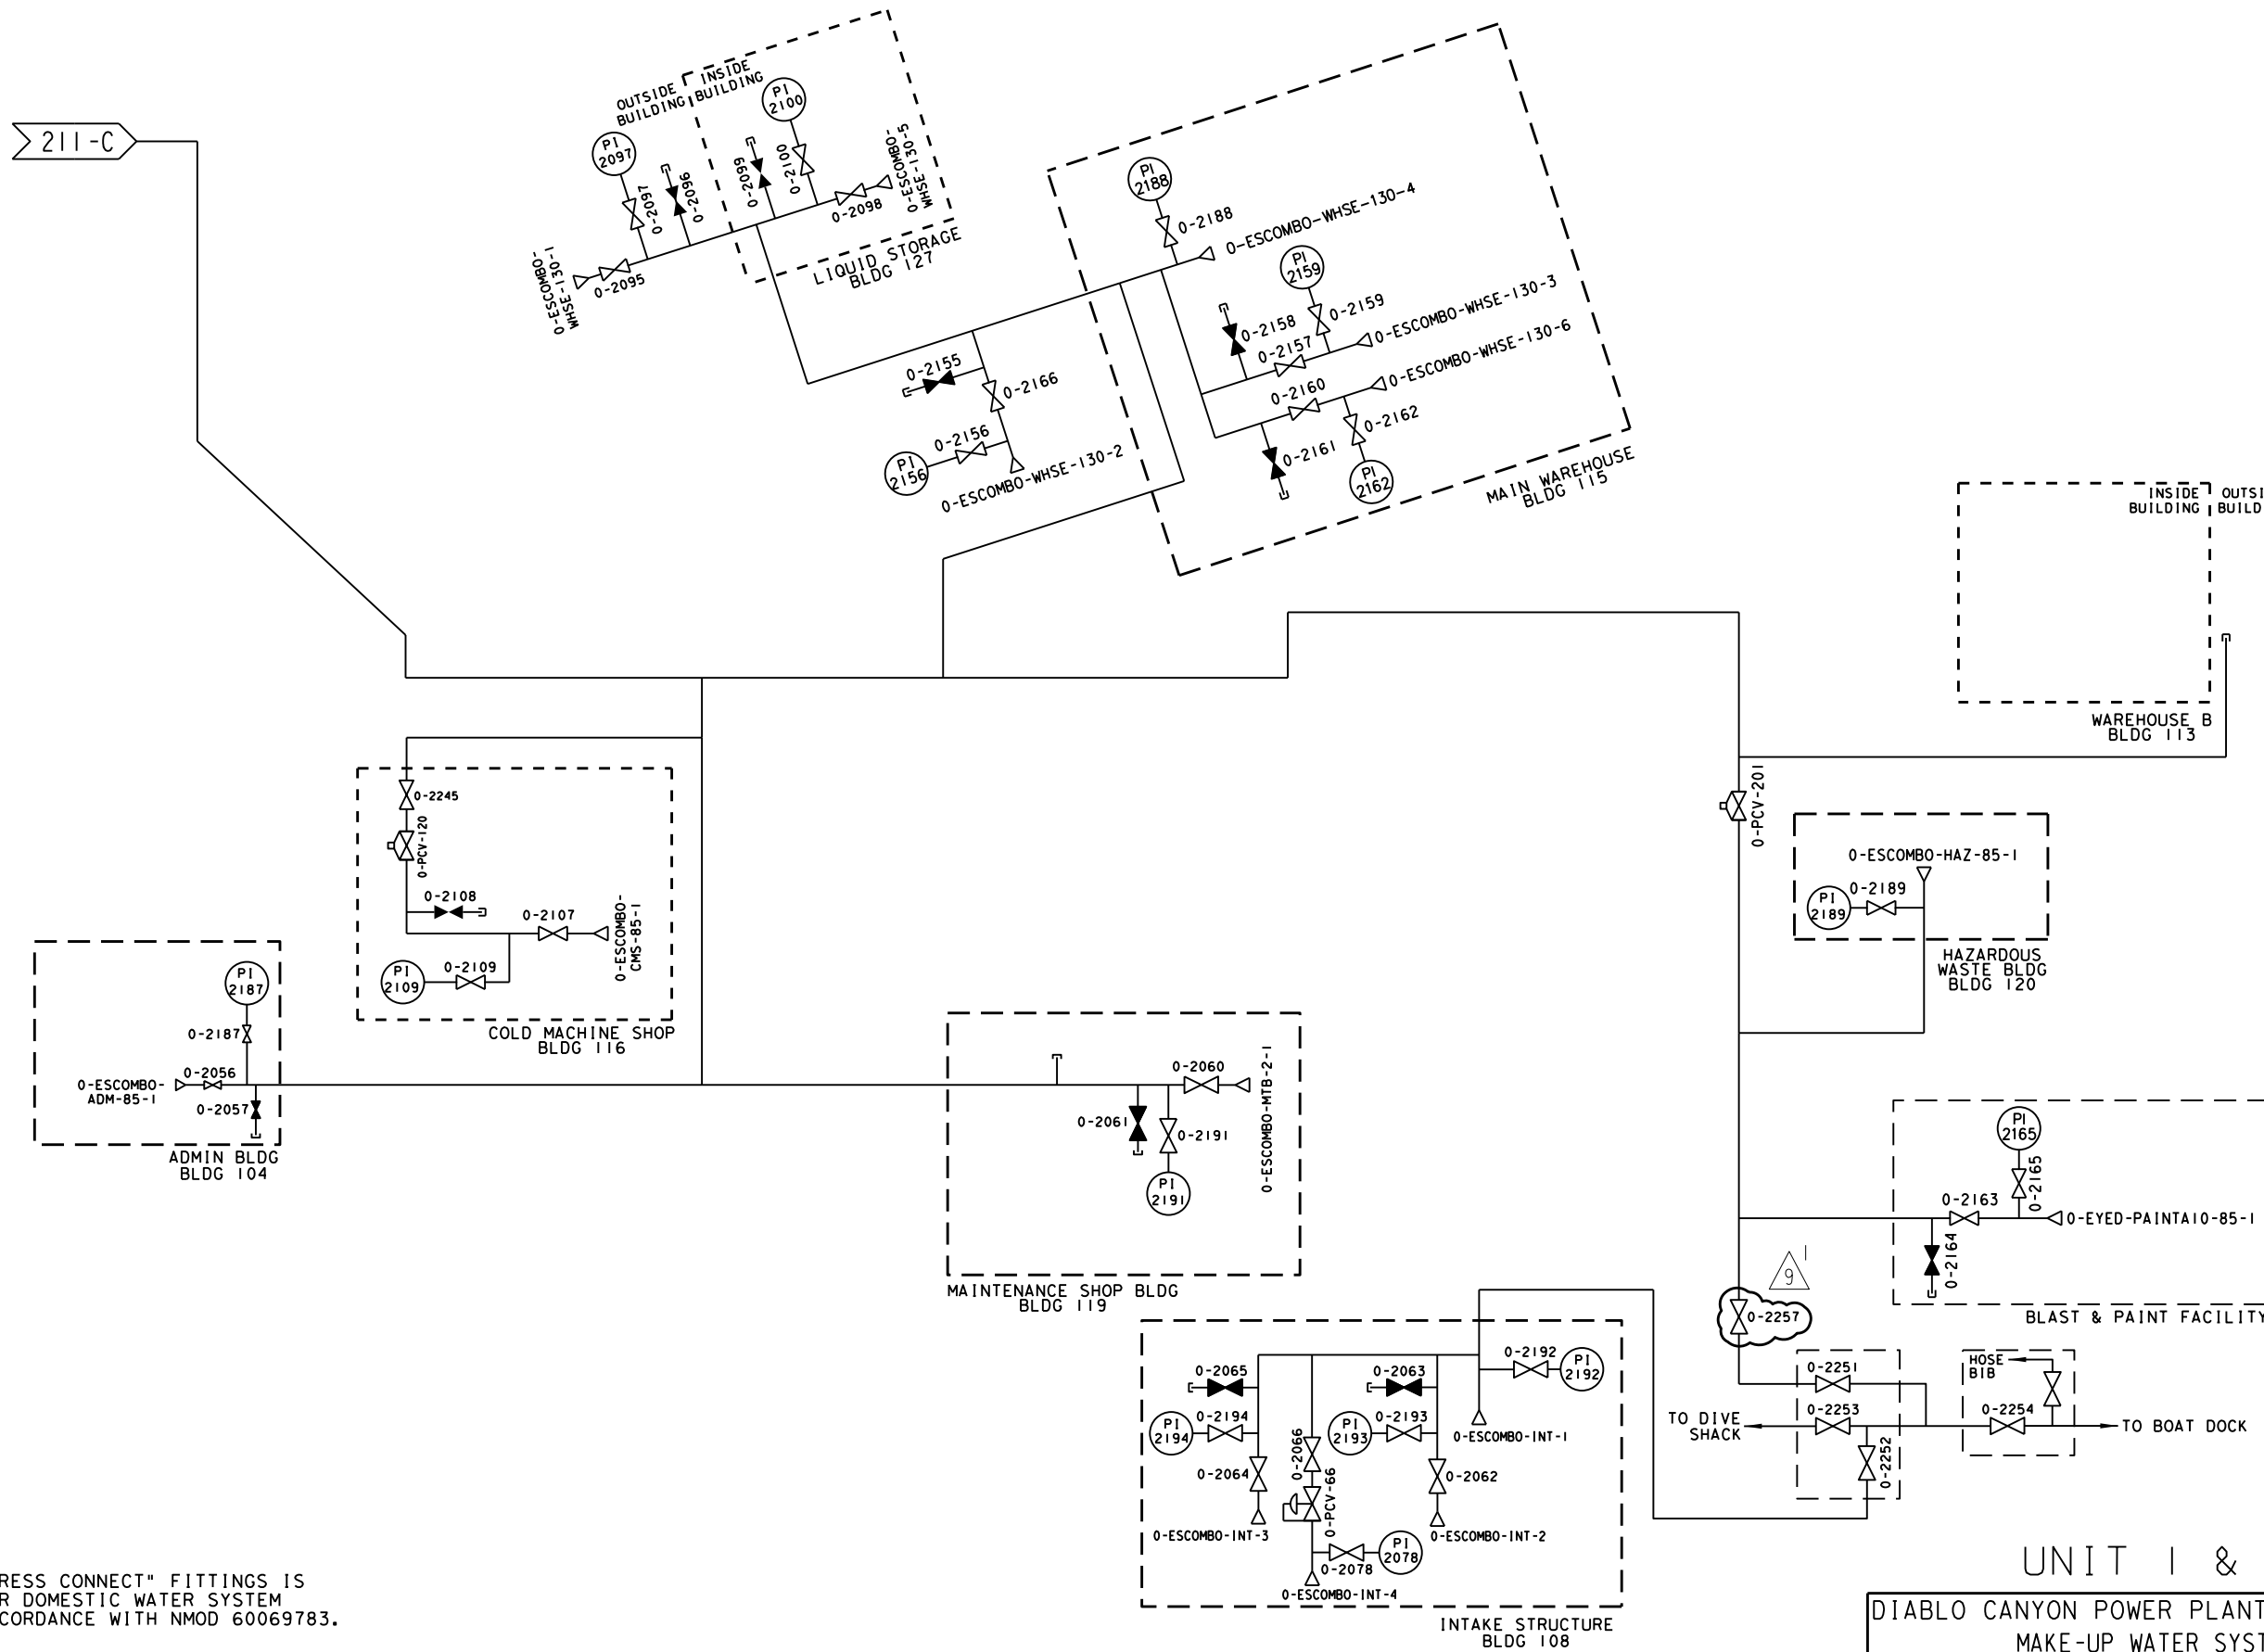 211-C
OUTSIDE
BUILDING
INSIDE
BUILDING
PI
2097
PI
2100
0-2097
0-2096
0-2099
0-2100
0-2098
0-ESCOMBO-
WHSE-130-5
0-ESCOMBO-
WHSE-130-1
0-2095
LIQUID STORAGE
BLDG 127
PI
2188
0-2188
0-ESCOMBO-WHSE-130-4
PI
2159
0-2159
0-2158
0-2157
0-ESCOMBO-WHSE-130-3
0-ESCOMBO-WHSE-130-6
0-2160
0-2162
0-2161
PI
2162
0-2155
0-2166
0-2156
PI
2156
0-ESCOMBO-WHSE-130-2
MAIN WAREHOUSE
BLDG 115
INSIDE
BUILDING
OUTSI
BUILD
WAREHOUSE B
BLDG 113
0-2245
0-PCV-120
0-2108
0-2107
0-ESCOMBO-
CMS-85-1
PI
2109
0-2109
COLD MACHINE SHOP
BLDG 116
PI
2187
0-2187
0-2056
0-ESCOMBO-
ADM-85-1
0-2057
ADMIN BLDG
BLDG 104
0-2060
0-2061
0-2191
PI
2191
0-ESCOMBO-MTB-2-1
MAINTENANCE SHOP BLDG
BLDG 119
0-PCV-201
0-ESCOMBO-HAZ-85-1
PI
2189
0-2189
HAZARDOUS
WASTE BLDG
BLDG 120
PI
2165
0-2165
0-2163
0-EYED-PAINTA10-85-1
0-2164
BLAST & PAINT FACILITY
9
1
0-2257
0-2251
0-2253
0-2252
TO DIVE
SHACK
HOSE
BIB
0-2254
TO BOAT DOCK
0-2065
0-2063
0-2192
PI
2192
PI
2194
0-2194
PI
2193
0-2193
0-ESCOMBO-INT-1
0-2064
0-2066
0-PCV-66
0-2062
0-ESCOMBO-INT-3
0-ESCOMBO-INT-2
PI
2078
0-2078
0-ESCOMBO-INT-4
INTAKE STRUCTURE
BLDG 108
RESS CONNECT" FITTINGS IS
R DOMESTIC WATER SYSTEM
CORDANCE WITH NMOD 60069783.
UNIT 1 &
DIABLO CANYON POWER PLANT
MAKE-UP WATER SYST